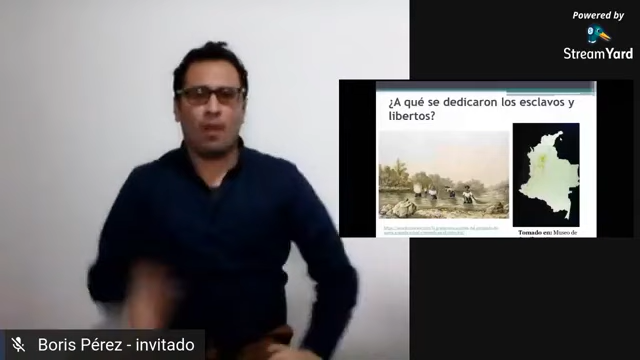 Powered by
StreamYard
¿A qué se dedicaron los esclavos y
libertos?
Tomado en: Museo de
Boris Pérez - invitado